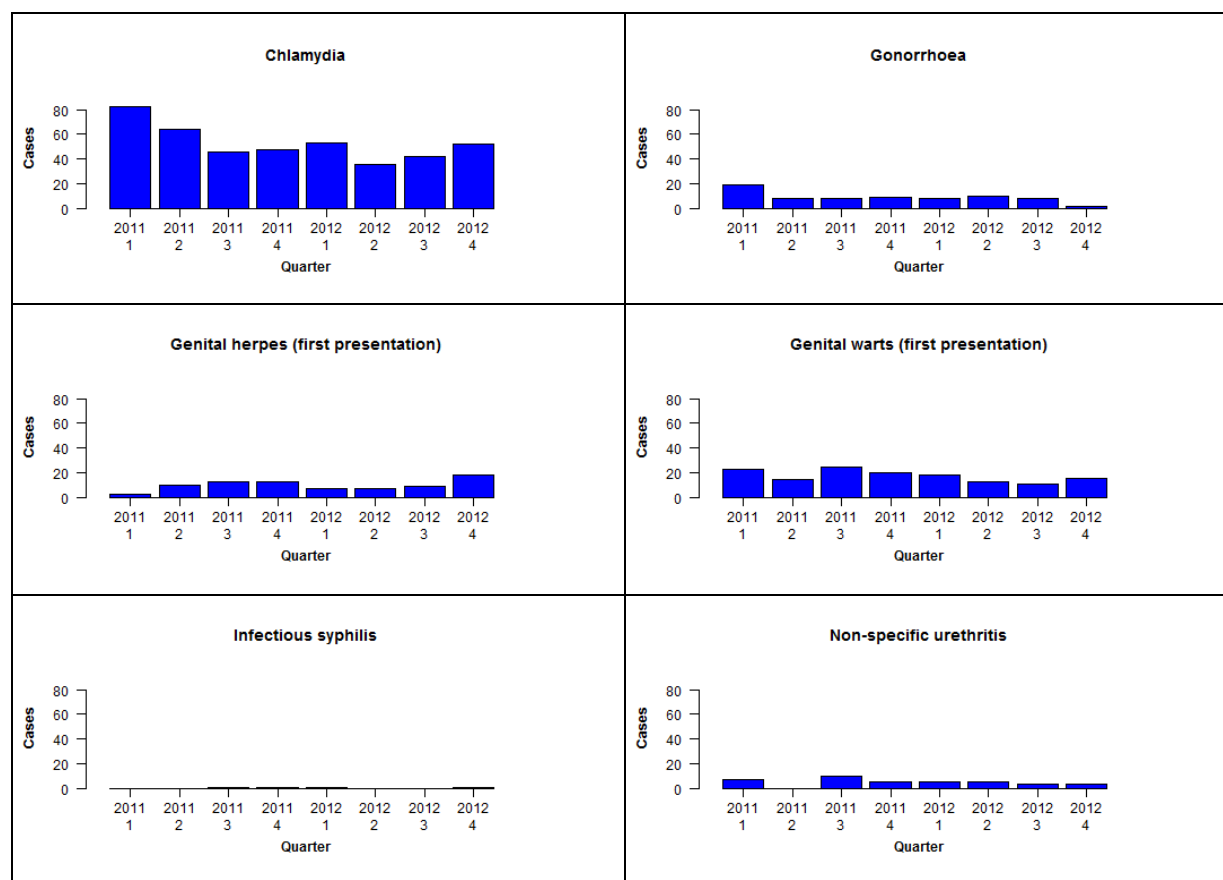 Chlamydia
Cases
80
60
40
20
0
2011 2011 2011 2011 2012 2012 2012 2012
1 2 3 4 1 2 3 4
Quarter
Gonorrhoea
Cases
80
60
40
20
0
2011 2011 2011 2011 2012 2012 2012 2012
1 2 3 4 1 2 3 4
Quarter
Genital herpes (first presentation)
Cases
80
60
40
20
0
2011 2011 2011 2011 2012 2012 2012 2012
1 2 3 4 1 2 3 4
Quarter
Genital warts (first presentation)
Cases
80
60
40
20
0
2011 2011 2011 2011 2012 2012 2012 2012
1 2 3 4 1 2 3 4
Quarter
Infectious syphilis
Cases
80
60
40
20
0
2011 2011 2011 2011 2012 2012 2012 2012
1 2 3 4 1 2 3 4
Quarter
Non-specific urethritis
Cases
80
60
40
20
0
2011 2011 2011 2011 2012 2012 2012 2012
1 2 3 4 1 2 3 4
Quarter